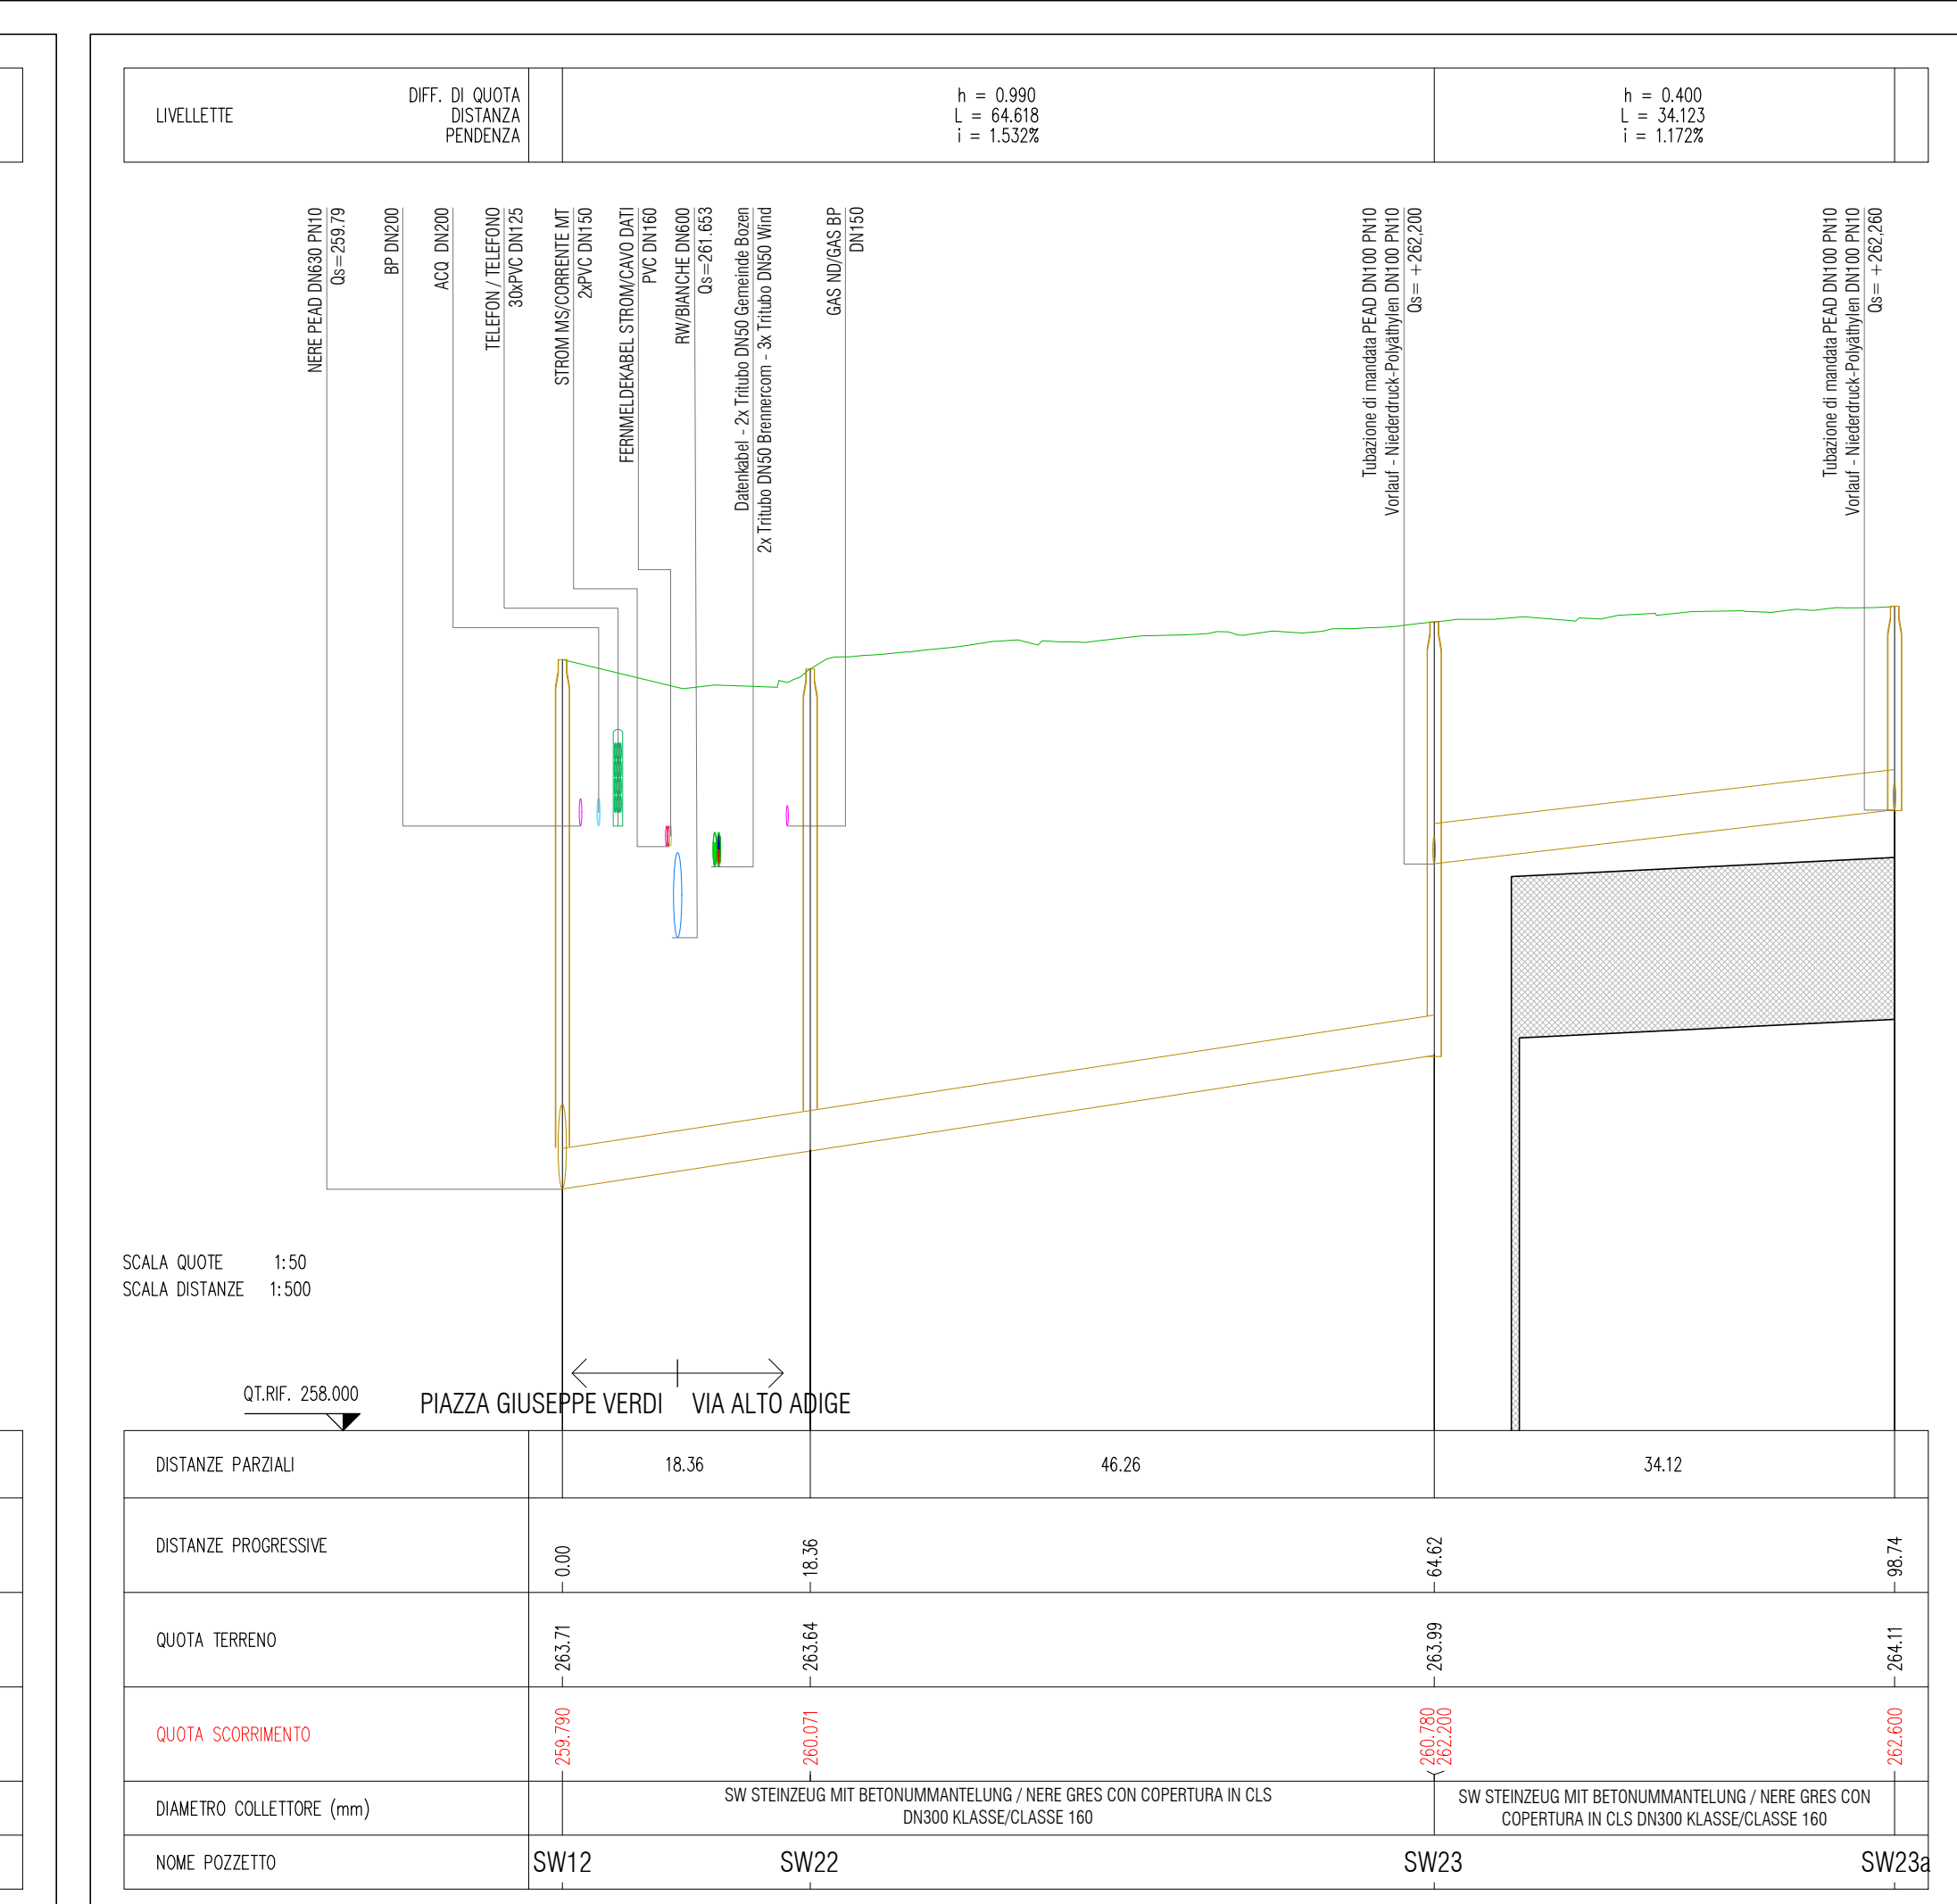 LIVELLETTE
DIFF. DI QUOTA
DISTANZA
PENDENZA
h = 0.990
L = 64.618
i = 1.532%
h = 0.400
L = 34.123
i = 1.172%
NERE PEAD DN630 PN10
Qs=259.79
BP DN200
ACQ DN200
TELEFON / TELEFONO
30xPVC DN125
STROM MS/CORRENTE MT
2xPVC DN150
FERNMELDEKABEL STROM/CAVO DATI
PVC DN160
RW/BIANCHE DN600
Qs=261.653
Datenkabel - 2x Tritubo DN50 Gemeinde Bozen
2x Tritubo DN50 Brennercom - 3x Tritubo DN50 Wind
GAS ND/GAS BP
DN150
Tubazione di mandata PEAD DN100 PN10
Vorlauf - Niederdruck-Polyäthylen DN100 PN10
Qs= +262,200
Tubazione di mandata PEAD DN100 PN10
Vorlauf - Niederdruck-Polyäthylen DN100 PN10
Qs= +262,260
SCALA QUOTE 1:50
SCALA DISTANZE 1:500
QT.RIF. 258.000
PIAZZA GIUSEPPE VERDI
VIA ALTO ADIGE
DISTANZE PARZIALI
18.36
46.26
34.12
DISTANZE PROGRESSIVE
0.00
18.36
64.62
98.74
QUOTA TERRENO
263.71
263.64
263.99
264.11
QUOTA SCORRIMENTO
259.790
260.071
260.780
262.200
262.600
DIAMETRO COLLETTORE (mm)
SW STEINZEUG MIT BETONUMMANTELUNG / NERE GRES CON COPERTURA IN CLS
DN300 KLASSE/CLASSE 160
SW STEINZEUG MIT BETONUMMANTELUNG / NERE GRES CON
COPERTURA IN CLS DN300 KLASSE/CLASSE 160
NOME POZZETTO
SW12
SW22
SW23
SW23a